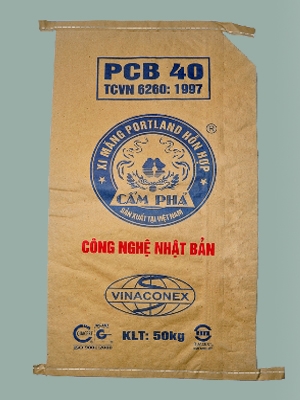 PCB 40
TCVN 6260: 1997
XI MĂNG PORTLAND HỖN HỢP
®
CẨM PHẢ
SẢN XUẤT TẠI VIỆT NAM
CÔNG NGHỆ NHẬT BẢN
VINACONEX
KLT: 50kg